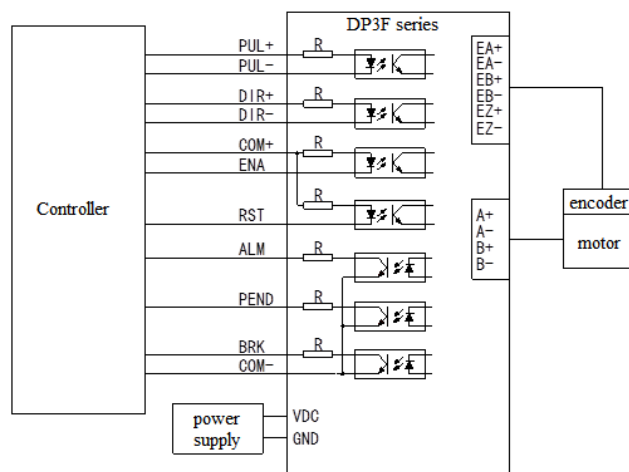 DP3F series
PUL+
R
PUL-
DIR+
R
DIR-
COM+
R
ENA
R
RST
ALM
R
PEND
R
BRK
R
COM-
Controller
EA+
EA-
EB+
EB-
EZ+
EZ-
A+
A-
B+
B-
encoder
motor
power
supply
VDC
GND